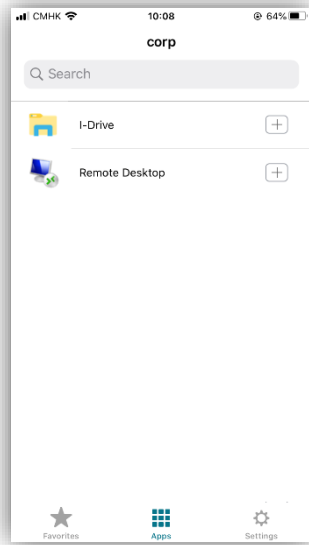 CMHK 10:08 64%
corp
Search
I-Drive
Remote Desktop
Favorites Apps Settings